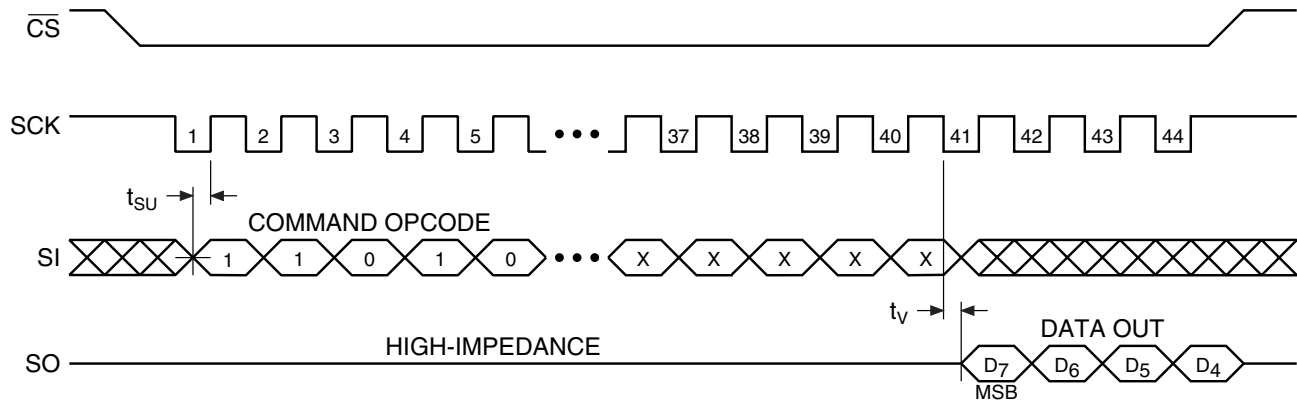 CS
SCK 1 2 3 4 5 37 38 39 40 41 42 43 44
tSU
COMMAND OPCODE
SI 1 1 0 1 0 X X X X X
tV
DATA OUT
HIGH-IMPEDANCE
SO D7 D6 D5 D4
MSB